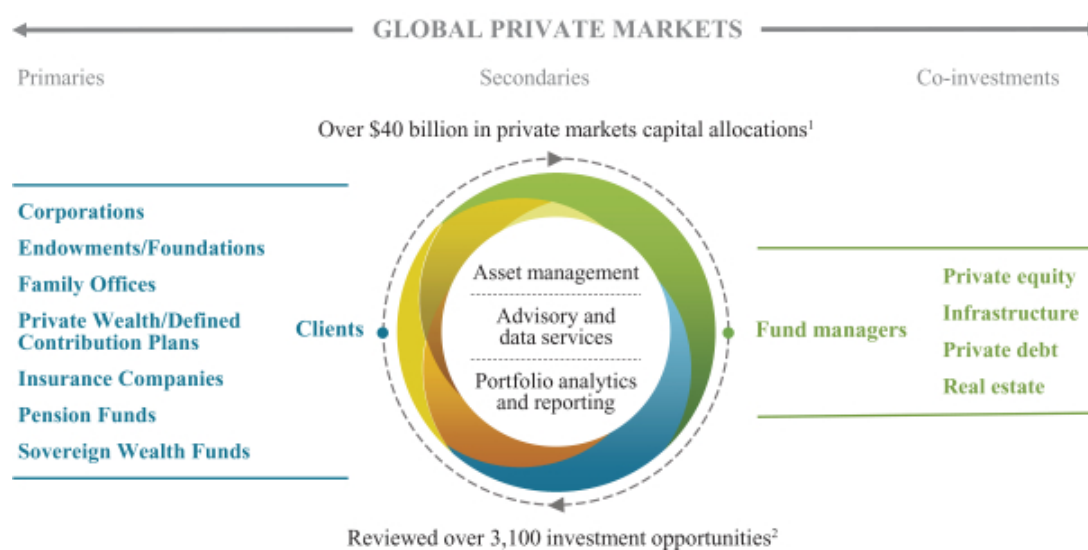 GLOBAL PRIVATE MARKETS
Primaries
Secondaries
Co-investments
Over $40 billion in private markets capital allocations¹
Corporations
Endowments/Foundations
Family Offices
Private Wealth/Defined
Contribution Plans
Insurance Companies
Pension Funds
Sovereign Wealth Funds
Clients
Asset management
Advisory and
data services
Portfolio analytics
and reporting
Fund managers
Private equity
Infrastructure
Private debt
Real estate
Reviewed over 3,100 investment opportunities²